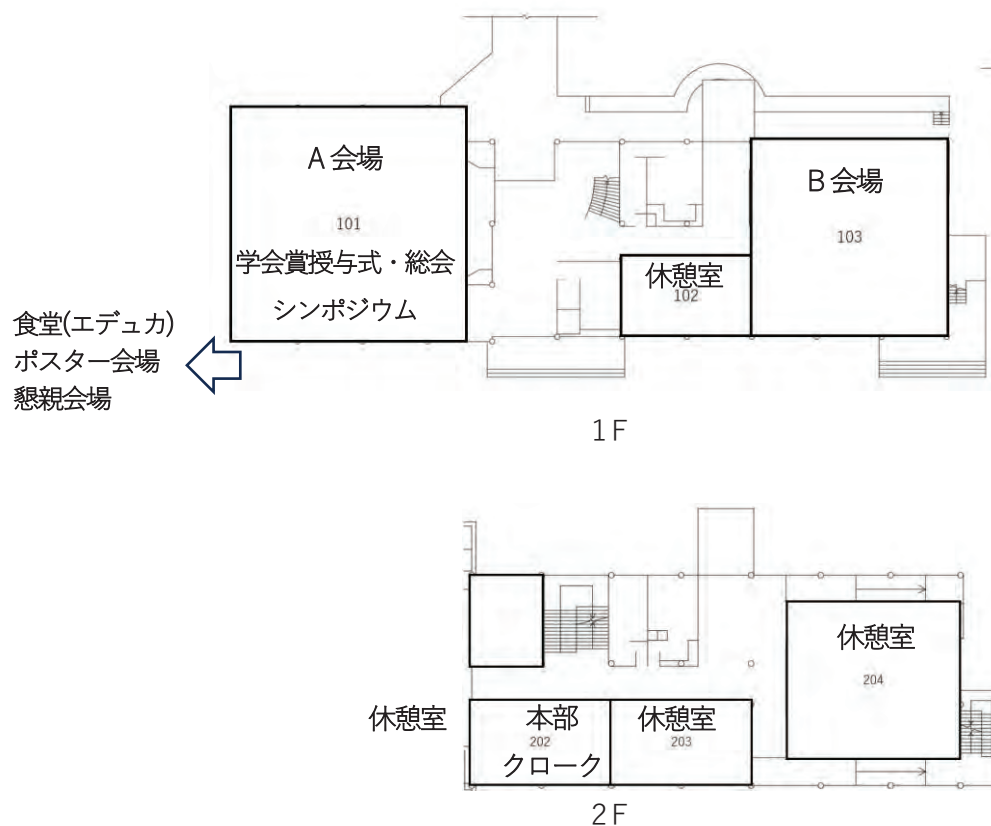 A会場
101
学会賞授与式・総会
シンポジウム
B会場
103
休憩室
102
食堂(エデュカ)
ポスター会場
懇親会場
1F
休憩室
204
休憩室
本部
202
クローク
休憩室
203
2F